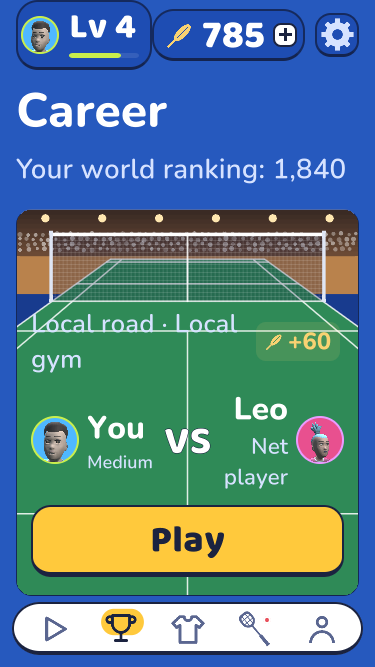 Lv 4
785
Career
Your world ranking: 1,840
Local road · Local
gym
+60
You
Medium
VS
Leo
Net
player
Play